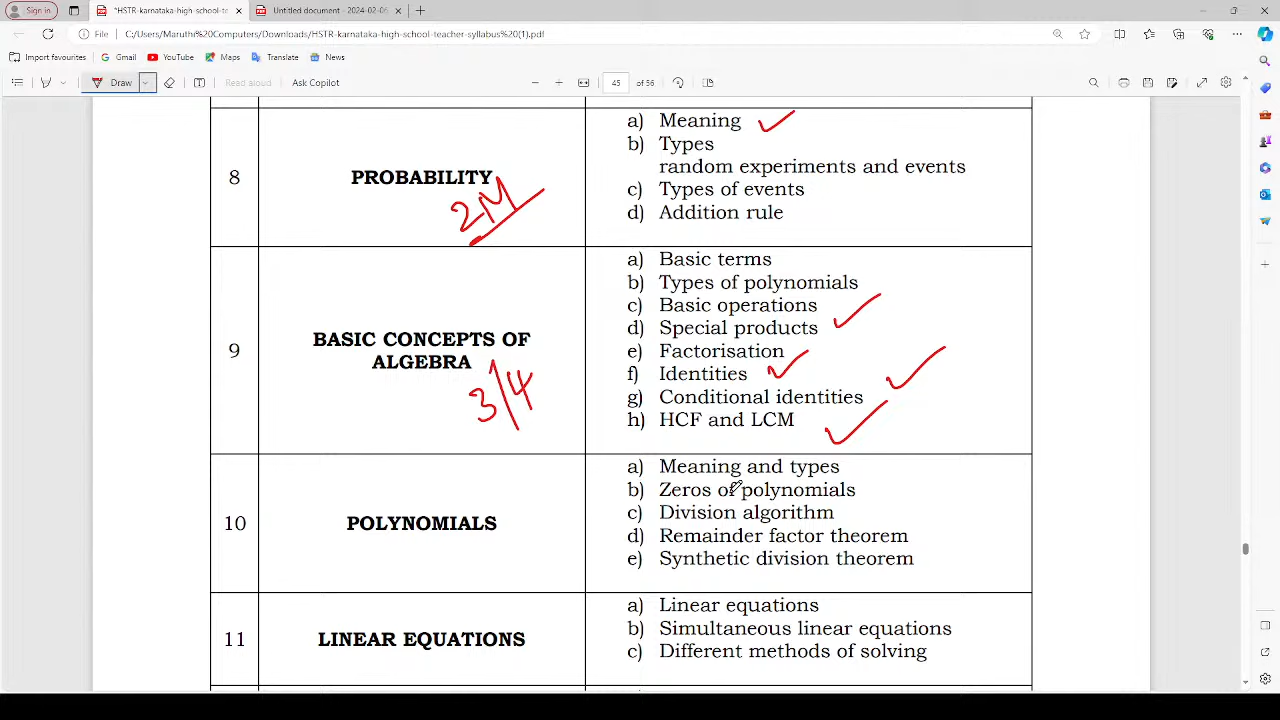 Sign in
*HSTR-karnataka-high-school-te
Untitled document - 2024-02-06
File
C:/Users/Maruthi%20Computers/Downloads/HSTR-karnataka-high-school-teacher-syllabus%20(1).pdf
Import favourites
Gmail
YouTube
Maps
Translate
News
Draw
Read aloud
Ask Copilot
45
of 56
8
PROBABILITY
2M
a) Meaning
b) Types
random experiments and events
c) Types of events
d) Addition rule
9
BASIC CONCEPTS OF
ALGEBRA
3/4
a) Basic terms
b) Types of polynomials
c) Basic operations
d) Special products
e) Factorisation
f) Identities
g) Conditional identities
h) HCF and LCM
10
POLYNOMIALS
a) Meaning and types
b) Zeros of polynomials
c) Division algorithm
d) Remainder factor theorem
e) Synthetic division theorem
11
LINEAR EQUATIONS
a) Linear equations
b) Simultaneous linear equations
c) Different methods of solving